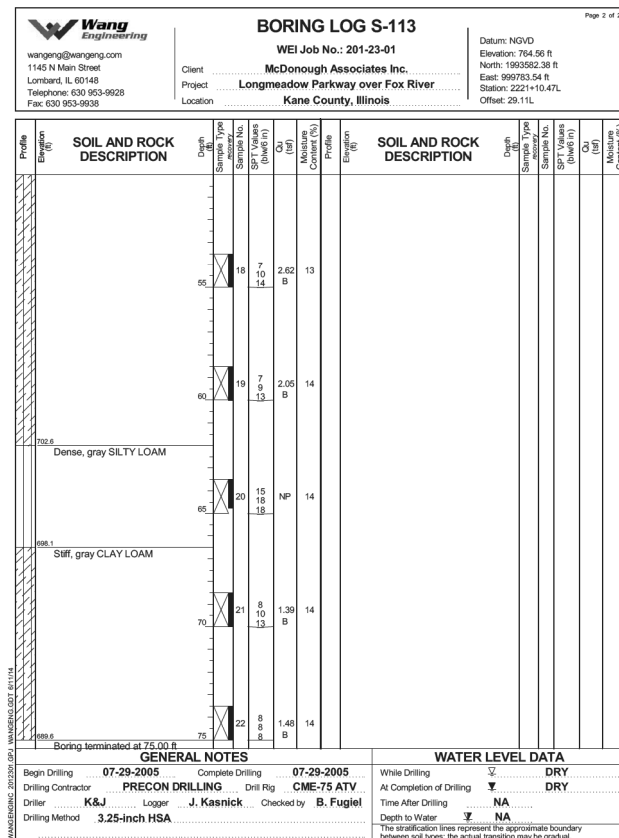 Page 2 of 2
Wang
Engineering
wangeng@wangeng.com
1145 N Main Street
Lombard, IL 60148
Telephone: 630 953-9928
Fax: 630 953-9938
BORING LOG S-113
WEI Job No.: 201-23-01
Client McDonough Associates Inc.
Project Longmeadow Parkway over Fox River
Location Kane County, Illinois
Datum: NGVD
Elevation: 764.56 ft
North: 1993582.38 ft
East: 999783.54 ft
Station: 2221+10.47L
Offset: 29.11L
Profile
Elevation (ft)
SOIL AND ROCK DESCRIPTION
Depth (ft)
Sample Type recovery
Sample No.
SPT Values (blw/6 in)
Qu (tsf)
Moisture Content (%)
Profile
Elevation (ft)
SOIL AND ROCK DESCRIPTION
Depth (ft)
Sample Type recovery
Sample No.
SPT Values (blw/6 in)
Qu (tsf)
Moisture Content (%)
55 18 7 10 14 2.62 B 13
60 19 7 9 13 2.05 B 14
702.6
Dense, gray SILTY LOAM
65 20 15 18 18 NP 14
698.1
Stiff, gray CLAY LOAM
70 21 8 10 13 1.39 B 14
75 22 8 8 8 1.48 B 14
689.6
Boring terminated at 75.00 ft
GENERAL NOTES
Begin Drilling 07-29-2005 Complete Drilling 07-29-2005
Drilling Contractor PRECON DRILLING Drill Rig CME-75 ATV
Driller K&J Logger J. Kasnick Checked by B. Fugiel
Drilling Method 3.25-inch HSA
WATER LEVEL DATA
While Drilling DRY
At Completion of Drilling DRY
Time After Drilling NA
Depth to Water NA
The stratification lines represent the approximate boundary
between soil types; the actual transition may be gradual.
WANGENGINC 2012301.GPJ WANGENG.GDT 6/11/14